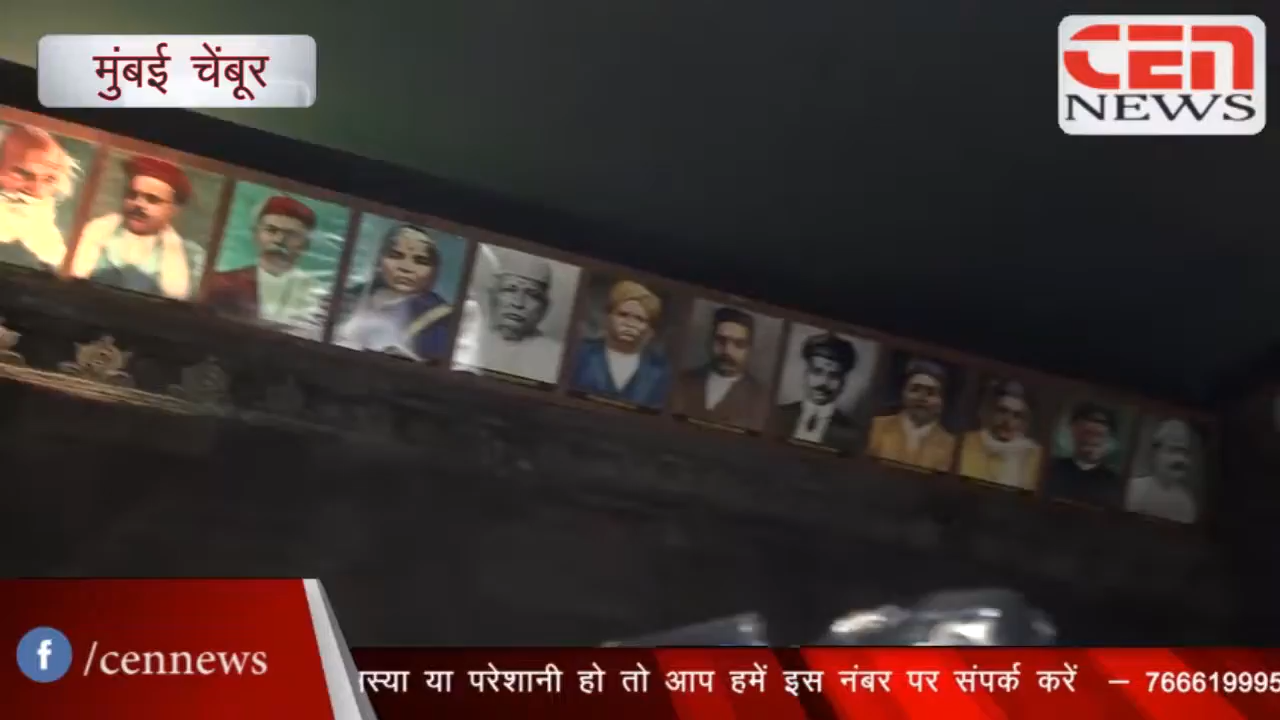 मुंबई चेंबूर
CEN
NEWS
/cennews
या परेशानी हो तो आप हमें इस नंबर पर संपर्क करें – 766619995